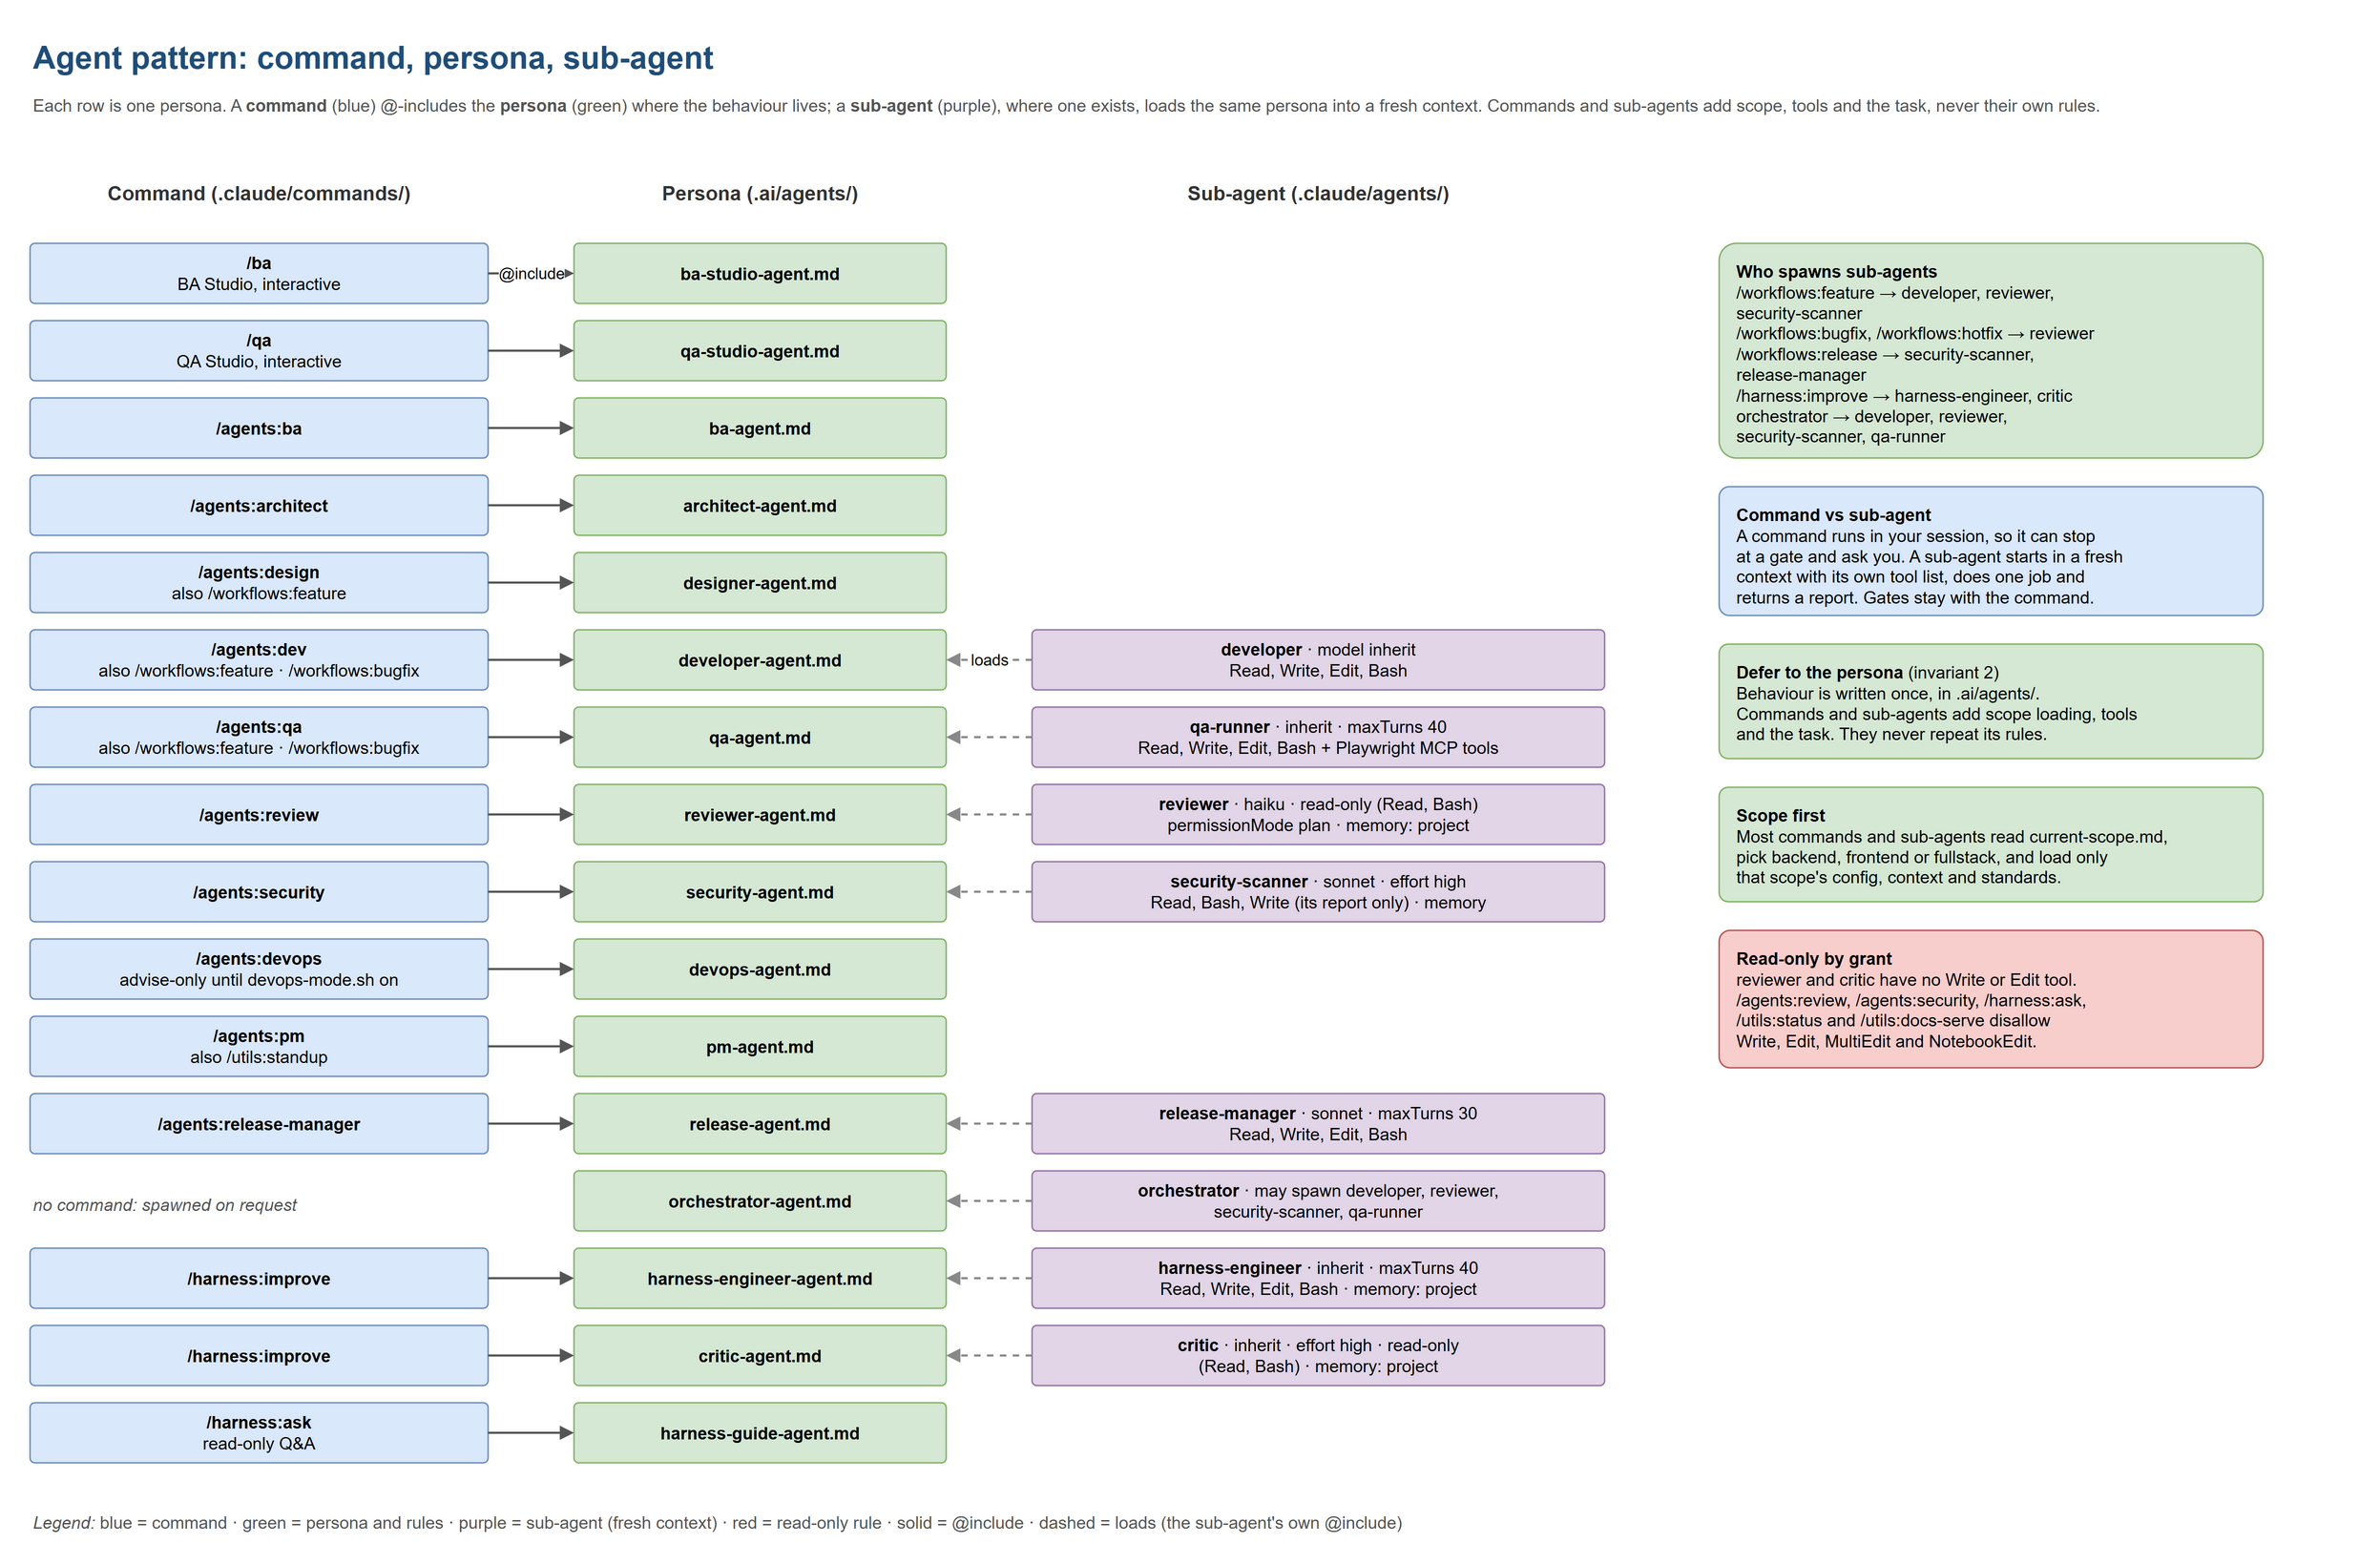 Agent pattern: command, persona, sub-agent
Each row is one persona. A command (blue) @-includes the persona (green) where the behaviour lives; a sub-agent (purple), where one exists, loads the same persona into a fresh context. Commands and sub-agents add scope, tools and the task, never their own rules.
Command (.claude/commands/)
Persona (.ai/agents/)
Sub-agent (.claude/agents/)
/ba
BA Studio, interactive
@include
ba-studio-agent.md
/qa
QA Studio, interactive
qa-studio-agent.md
/agents:ba
ba-agent.md
/agents:architect
architect-agent.md
/agents:design
also /workflows:feature
designer-agent.md
/agents:dev
also /workflows:feature · /workflows:bugfix
developer-agent.md
loads
developer · model inherit
Read, Write, Edit, Bash
/agents:qa
also /workflows:feature · /workflows:bugfix
qa-agent.md
qa-runner · inherit · maxTurns 40
Read, Write, Edit, Bash + Playwright MCP tools
/agents:review
reviewer-agent.md
reviewer · haiku · read-only (Read, Bash)
permissionMode plan · memory: project
/agents:security
security-agent.md
security-scanner · sonnet · effort high
Read, Bash, Write (its report only) · memory
/agents:devops
advise-only until devops-mode.sh on
devops-agent.md
/agents:pm
also /utils:standup
pm-agent.md
/agents:release-manager
release-agent.md
release-manager · sonnet · maxTurns 30
Read, Write, Edit, Bash
no command: spawned on request
orchestrator-agent.md
orchestrator · may spawn developer, reviewer,
security-scanner, qa-runner
/harness:improve
harness-engineer-agent.md
harness-engineer · inherit · maxTurns 40
Read, Write, Edit, Bash · memory: project
/harness:improve
critic-agent.md
critic · inherit · effort high · read-only
(Read, Bash) · memory: project
/harness:ask
read-only Q&A
harness-guide-agent.md
Who spawns sub-agents
/workflows:feature → developer, reviewer,
security-scanner
/workflows:bugfix, /workflows:hotfix → reviewer
/workflows:release → security-scanner,
release-manager
/harness:improve → harness-engineer, critic
orchestrator → developer, reviewer,
security-scanner, qa-runner
Command vs sub-agent
A command runs in your session, so it can stop
at a gate and ask you. A sub-agent starts in a fresh
context with its own tool list, does one job and
returns a report. Gates stay with the command.
Defer to the persona (invariant 2)
Behaviour is written once, in .ai/agents/.
Commands and sub-agents add scope loading, tools
and the task. They never repeat its rules.
Scope first
Most commands and sub-agents read current-scope.md,
pick backend, frontend or fullstack, and load only
that scope's config, context and standards.
Read-only by grant
reviewer and critic have no Write or Edit tool.
/agents:review, /agents:security, /harness:ask,
/utils:status and /utils:docs-serve disallow
Write, Edit, MultiEdit and NotebookEdit.
Legend: blue = command · green = persona and rules · purple = sub-agent (fresh context) · red = read-only rule · solid = @include · dashed = loads (the sub-agent's own @include)